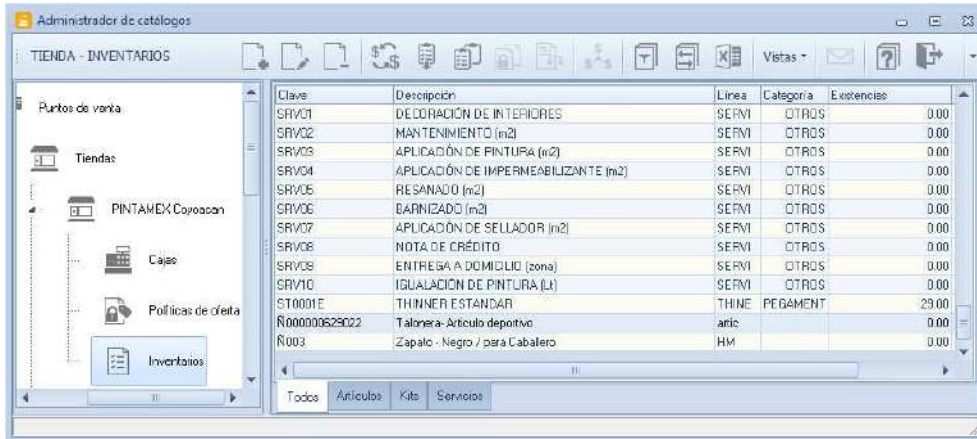 Administrador de catálogos
TIENDA - INVENTARIOS
Vistas
Puntos de venta
Tiendas
PINTAMEX Coyoacan
Cajas
Políticas de oferta
Inventarios
Clave Descripción Línea Categoría Existencias
SRV01 DECORACIÓN DE INTERIORES SERVI OTROS 0.00
SRV02 MANTENIMIENTO (m2) SERVI OTROS 0.00
SRV03 APLICACIÓN DE PINTURA (m2) SERVI OTROS 0.00
SRV04 APLICACIÓN DE IMPERMEABILIZANTE (m2) SERVI OTROS 0.00
SRV05 RESANADO (m2) SERVI OTROS 0.00
SRV06 BARNIZADO (m2) SERVI OTROS 0.00
SRV07 APLICACIÓN DE SELLADOR (m2) SERVI OTROS 0.00
SRV08 NOTA DE CRÉDITO SERVI OTROS 0.00
SRV09 ENTREGA A DOMICILIO (zona) SERVI OTROS 0.00
SRV10 IGUALACIÓN DE PINTURA (Lt) SERVI OTROS 0.00
ST0001E THINNER ESTANDAR THINE PEGAMENT 29.00
Ñ000000629022 Talonera- Artículo deportivo artic 0.00
Ñ003 Zapato - Negro / para Caballero HM 0.00
Todos Artículos Kits Servicios